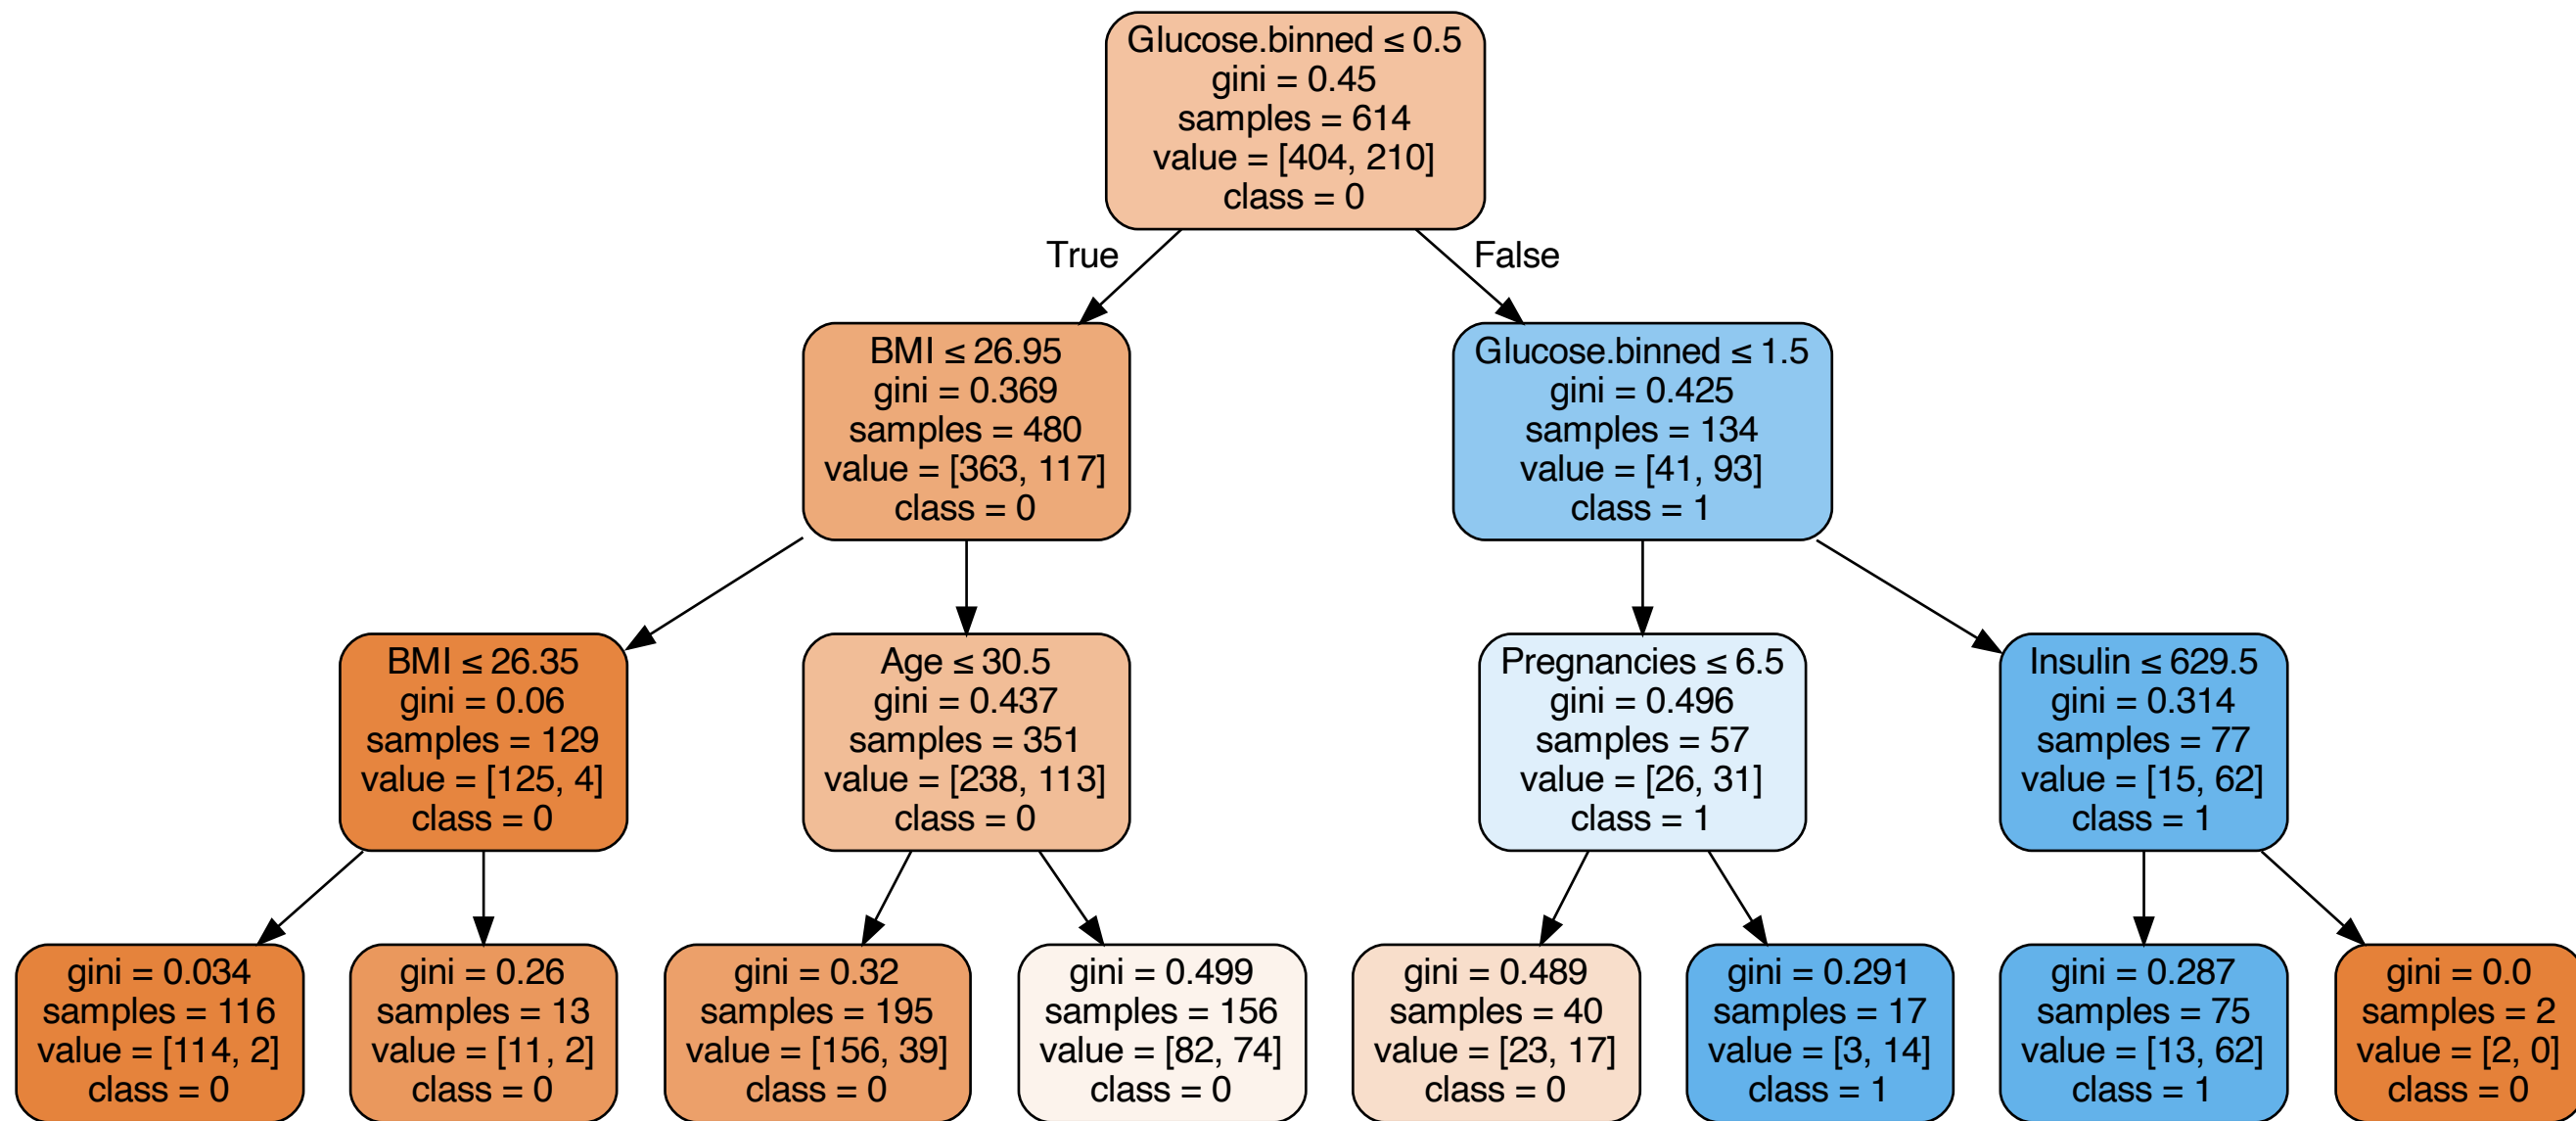 Glucose.binned ≤ 0.5
gini = 0.45
samples = 614
value = [404, 210]
class = 0
True
False
BMI ≤ 26.95
gini = 0.369
samples = 480
value = [363, 117]
class = 0
Glucose.binned ≤ 1.5
gini = 0.425
samples = 134
value = [41, 93]
class = 1
BMI ≤ 26.35
gini = 0.06
samples = 129
value = [125, 4]
class = 0
Age ≤ 30.5
gini = 0.437
samples = 351
value = [238, 113]
class = 0
Pregnancies ≤ 6.5
gini = 0.496
samples = 57
value = [26, 31]
class = 1
Insulin ≤ 629.5
gini = 0.314
samples = 77
value = [15, 62]
class = 1
gini = 0.034
samples = 116
value = [114, 2]
class = 0
gini = 0.26
samples = 13
value = [11, 2]
class = 0
gini = 0.32
samples = 195
value = [156, 39]
class = 0
gini = 0.499
samples = 156
value = [82, 74]
class = 0
gini = 0.489
samples = 40
value = [23, 17]
class = 0
gini = 0.291
samples = 17
value = [3, 14]
class = 1
gini = 0.287
samples = 75
value = [13, 62]
class = 1
gini = 0.0
samples = 2
value = [2, 0]
class = 0